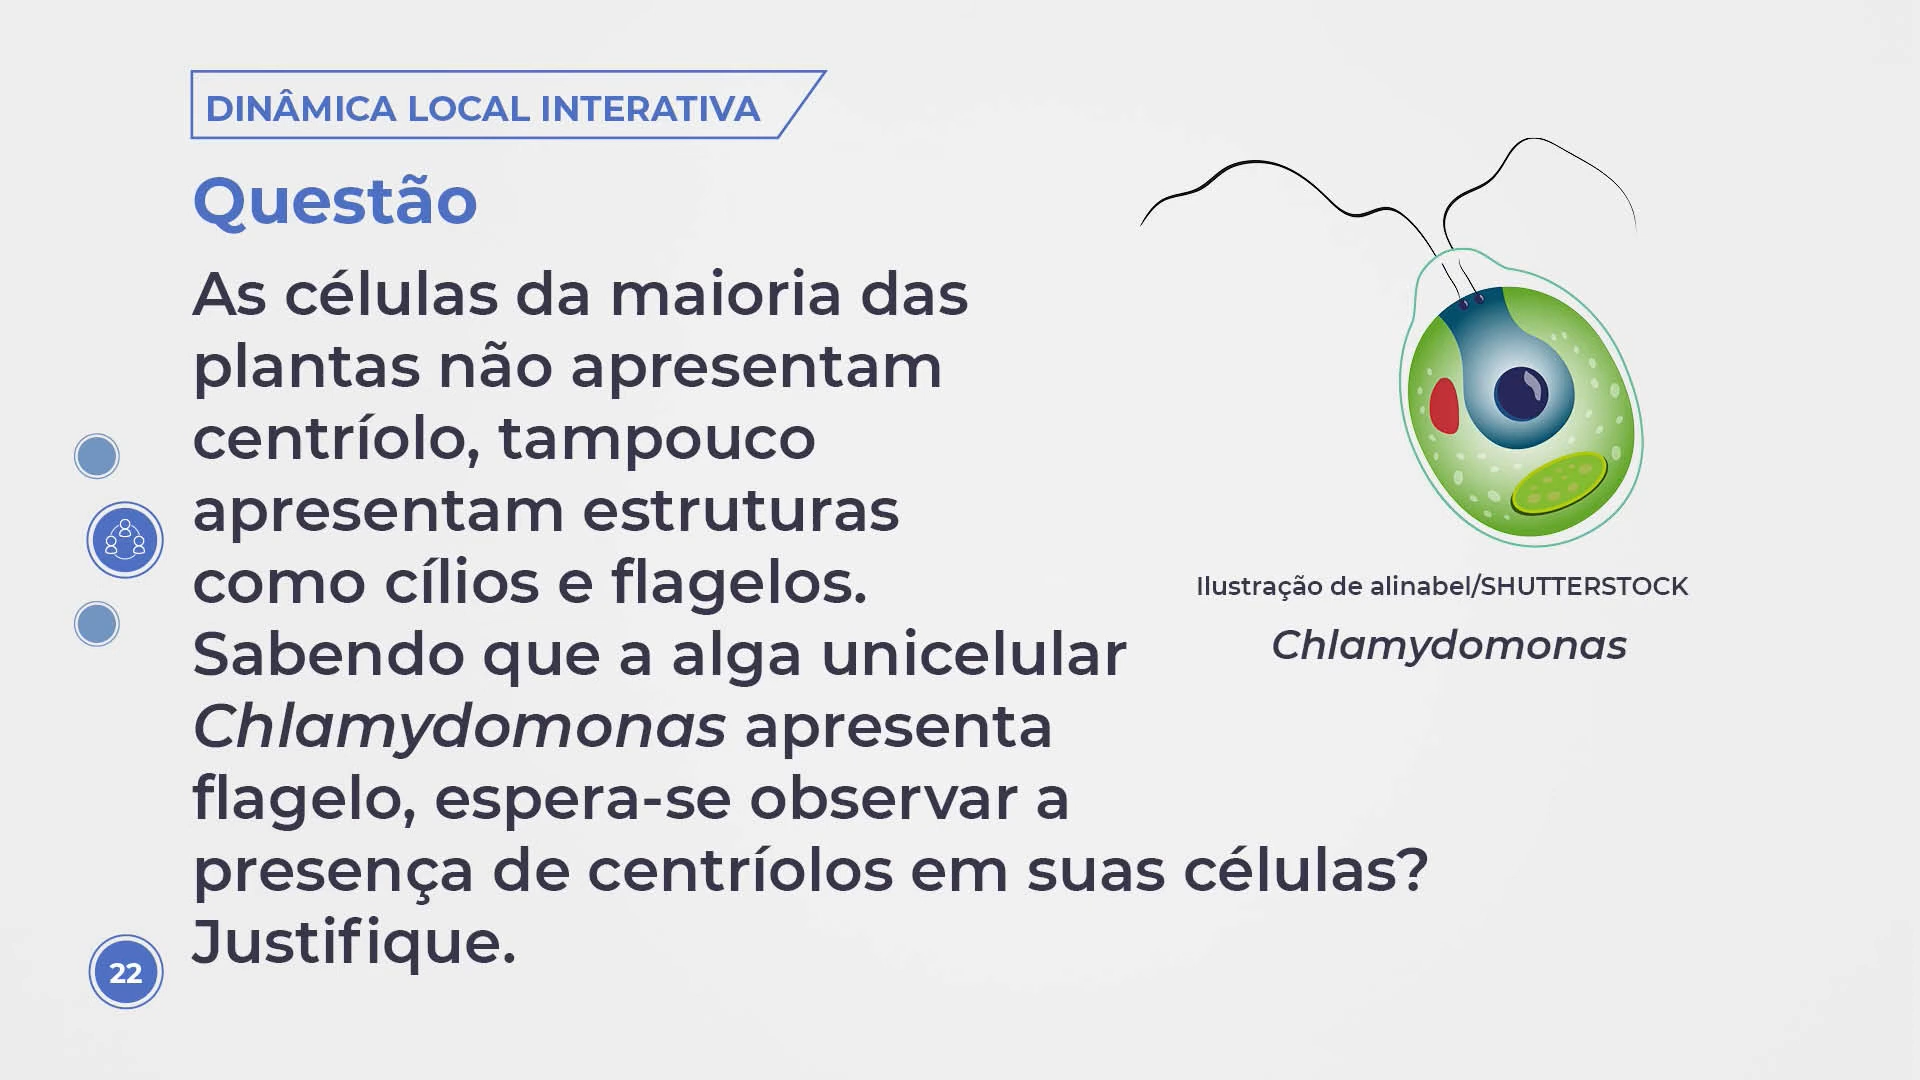 DINÂMICA LOCAL INTERATIVA
Questão
As células da maioria das
plantas não apresentam
centríolo, tampouco
apresentam estruturas
como cílios e flagelos.
Sabendo que a alga unicelular
Chlamydomonas apresenta
flagelo, espera-se observar a
presença de centríolos em suas células?
Justifique.
Ilustração de alinabel/SHUTTERSTOCK
Chlamydomonas
22